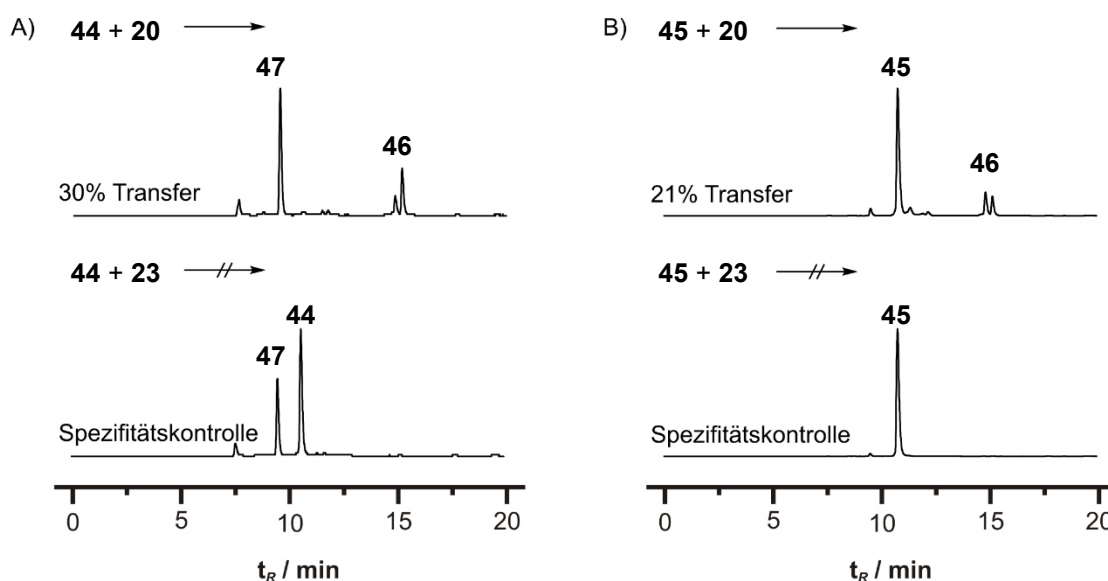 A)
44 + 20
47
46
30% Transfer
44 + 23
44
47
Spezifitätskontrolle
0 5 10 15 20
tR / min
B)
45 + 20
45
46
21% Transfer
45 + 23
45
Spezifitätskontrolle
0 5 10 15 20
tR / min